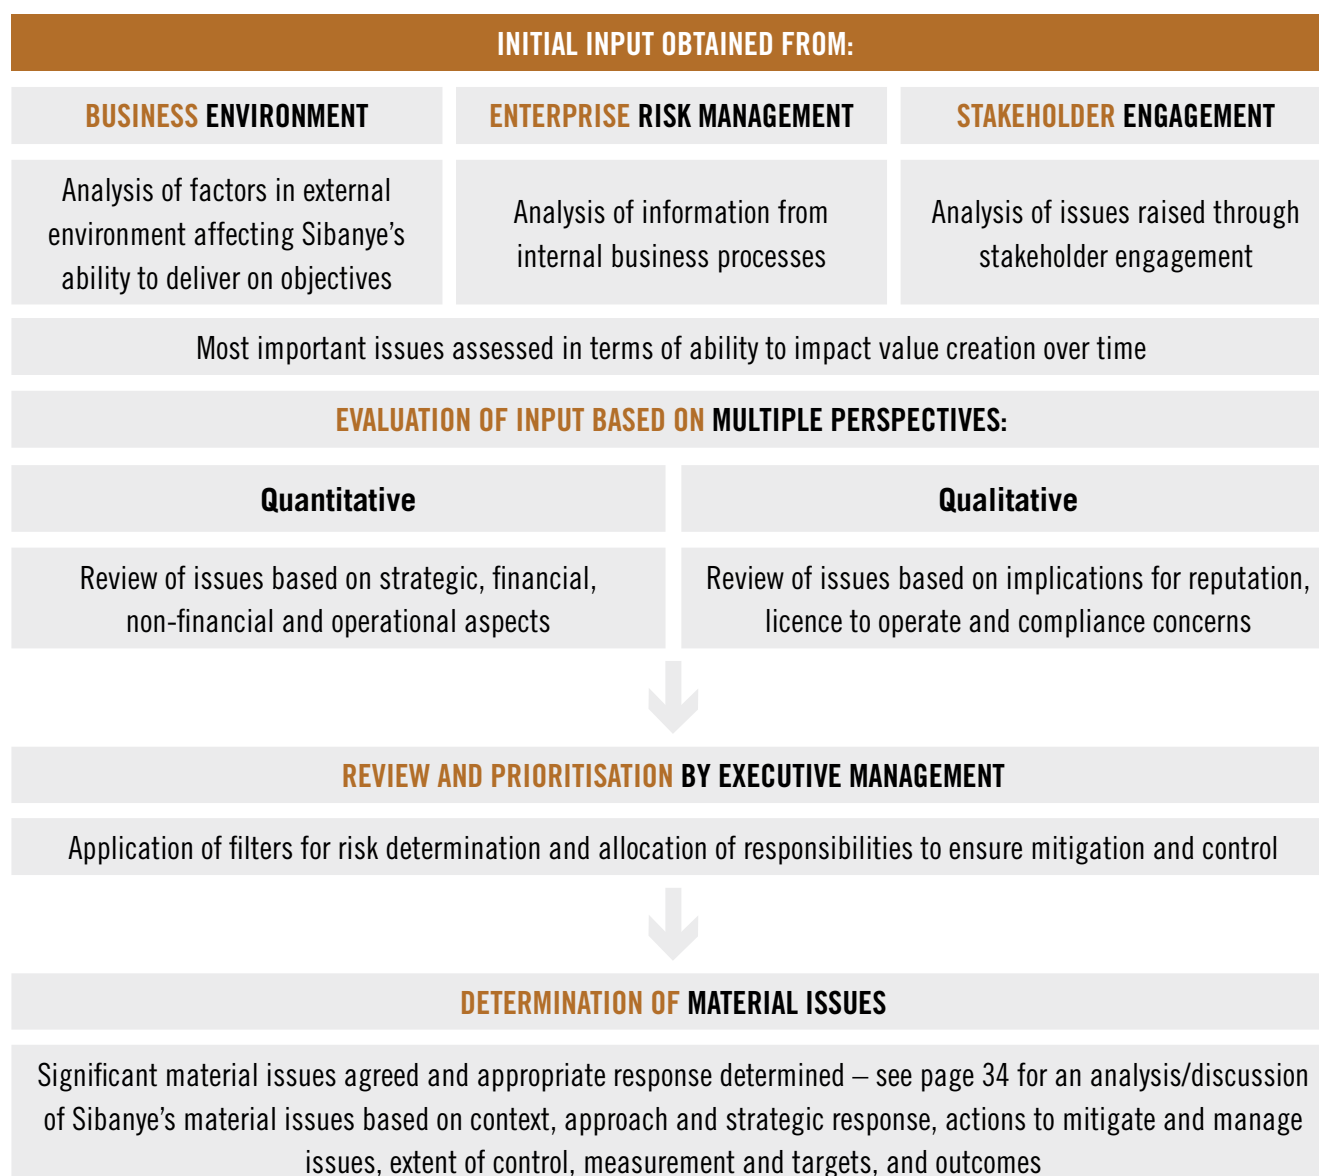 INITIAL INPUT OBTAINED FROM:
BUSINESS ENVIRONMENT
Analysis of factors in external
environment affecting Sibanye’s
ability to deliver on objectives
ENTERPRISE RISK MANAGEMENT
Analysis of information from
internal business processes
STAKEHOLDER ENGAGEMENT
Analysis of issues raised through
stakeholder engagement
Most important issues assessed in terms of ability to impact value creation over time
EVALUATION OF INPUT BASED ON MULTIPLE PERSPECTIVES:
Quantitative
Review of issues based on strategic, financial,
non-financial and operational aspects
Qualitative
Review of issues based on implications for reputation,
licence to operate and compliance concerns
REVIEW AND PRIORITISATION BY EXECUTIVE MANAGEMENT
Application of filters for risk determination and allocation of responsibilities to ensure mitigation and control
DETERMINATION OF MATERIAL ISSUES
Significant material issues agreed and appropriate response determined – see page 34 for an analysis/discussion
of Sibanye’s material issues based on context, approach and strategic response, actions to mitigate and manage
issues, extent of control, measurement and targets, and outcomes